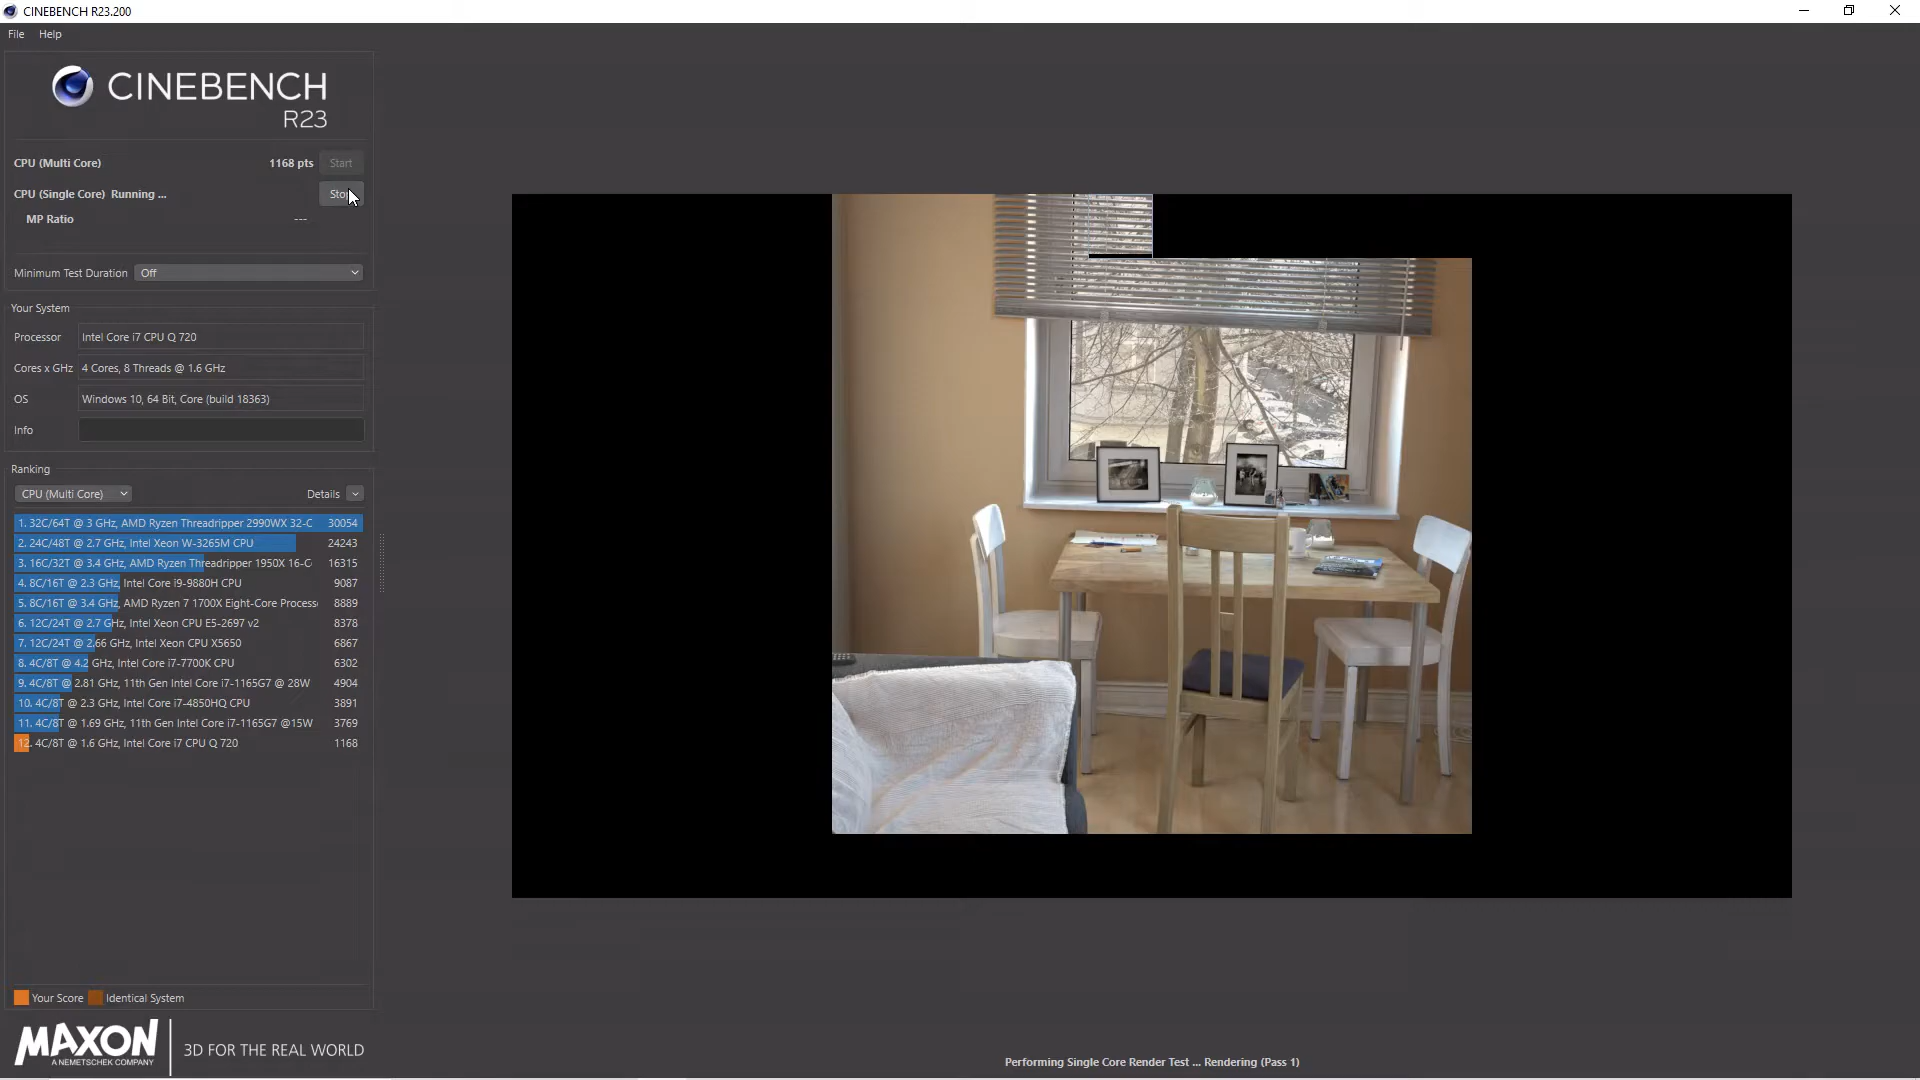 CINEBENCH R23.200
File Help
CINEBENCH
R23
CPU (Multi Core) 1168 pts Start
CPU (Single Core) Running ...
MP Ratio ---
Minimum Test Duration Off
Your System
Processor Intel Core i7 CPU Q 720
Cores x GHz 4 Cores, 8 Threads @ 1.6 GHz
OS Windows 10, 64 Bit, Core (build 18363)
Info
Ranking
CPU (Multi Core) Details
1. 32C/64T @ 3 GHz, AMD Ryzen Threadripper 2990WX 32-C 30054
2. 24C/48T @ 2.7 GHz, Intel Xeon W-3265M CPU 24243
3. 16C/32T @ 3.4 GHz, AMD Ryzen Threadripper 1950X 16-C 16315
4. 8C/16T @ 2.3 GHz, Intel Core i9-9880H CPU 9087
5. 8C/16T @ 3.4 GHz, AMD Ryzen 7 1700X Eight-Core Process 8889
6. 12C/24T @ 2.7 GHz, Intel Xeon CPU E5-2697 v2 8378
7. 12C/24T @ 2.66 GHz, Intel Xeon CPU X5650 6867
8. 4C/8T @ 4.2 GHz, Intel Core i7-7700K CPU 6302
9. 4C/8T @ 2.81 GHz, 11th Gen Intel Core i7-1165G7 @ 28W 4904
10. 4C/8T @ 2.3 GHz, Intel Core i7-4850HQ CPU 3891
11. 4C/8T @ 1.69 GHz, 11th Gen Intel Core i7-1165G7 @15W 3769
12. 4C/8T @ 1.6 GHz, Intel Core i7 CPU Q 720 1168
Your Score Identical System
MAXON
A NEMETSCHEK COMPANY
3D FOR THE REAL WORLD
Performing Single Core Render Test ... Rendering (Pass 1)